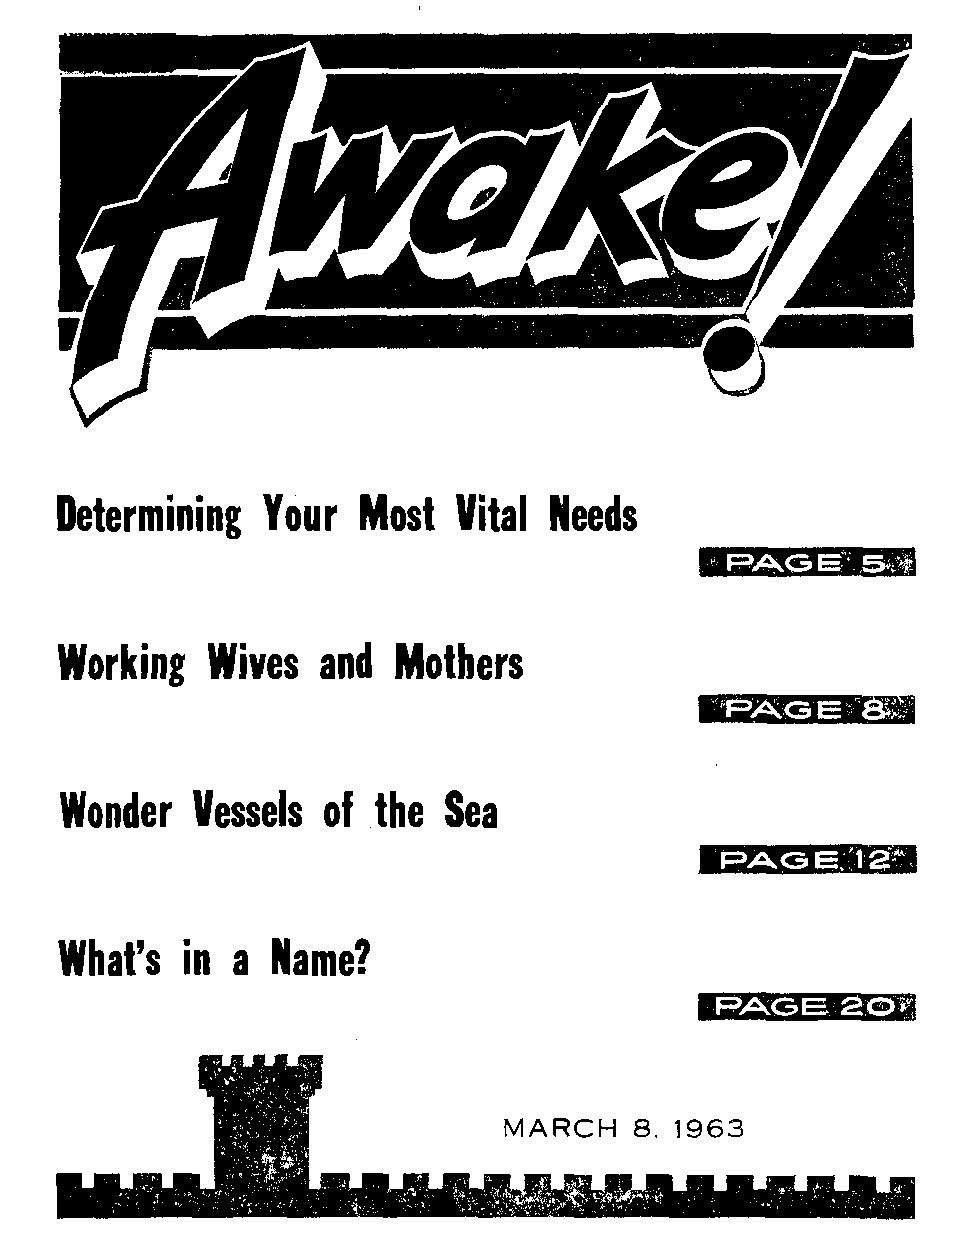 Awake!
Determining Your Most Vital Needs
PAGE 5
Working Wives and Mothers
PAGE 8
Wonder Vessels of the Sea
PAGE 12
What's in a Name?
PAGE 20
MARCH 8, 1963